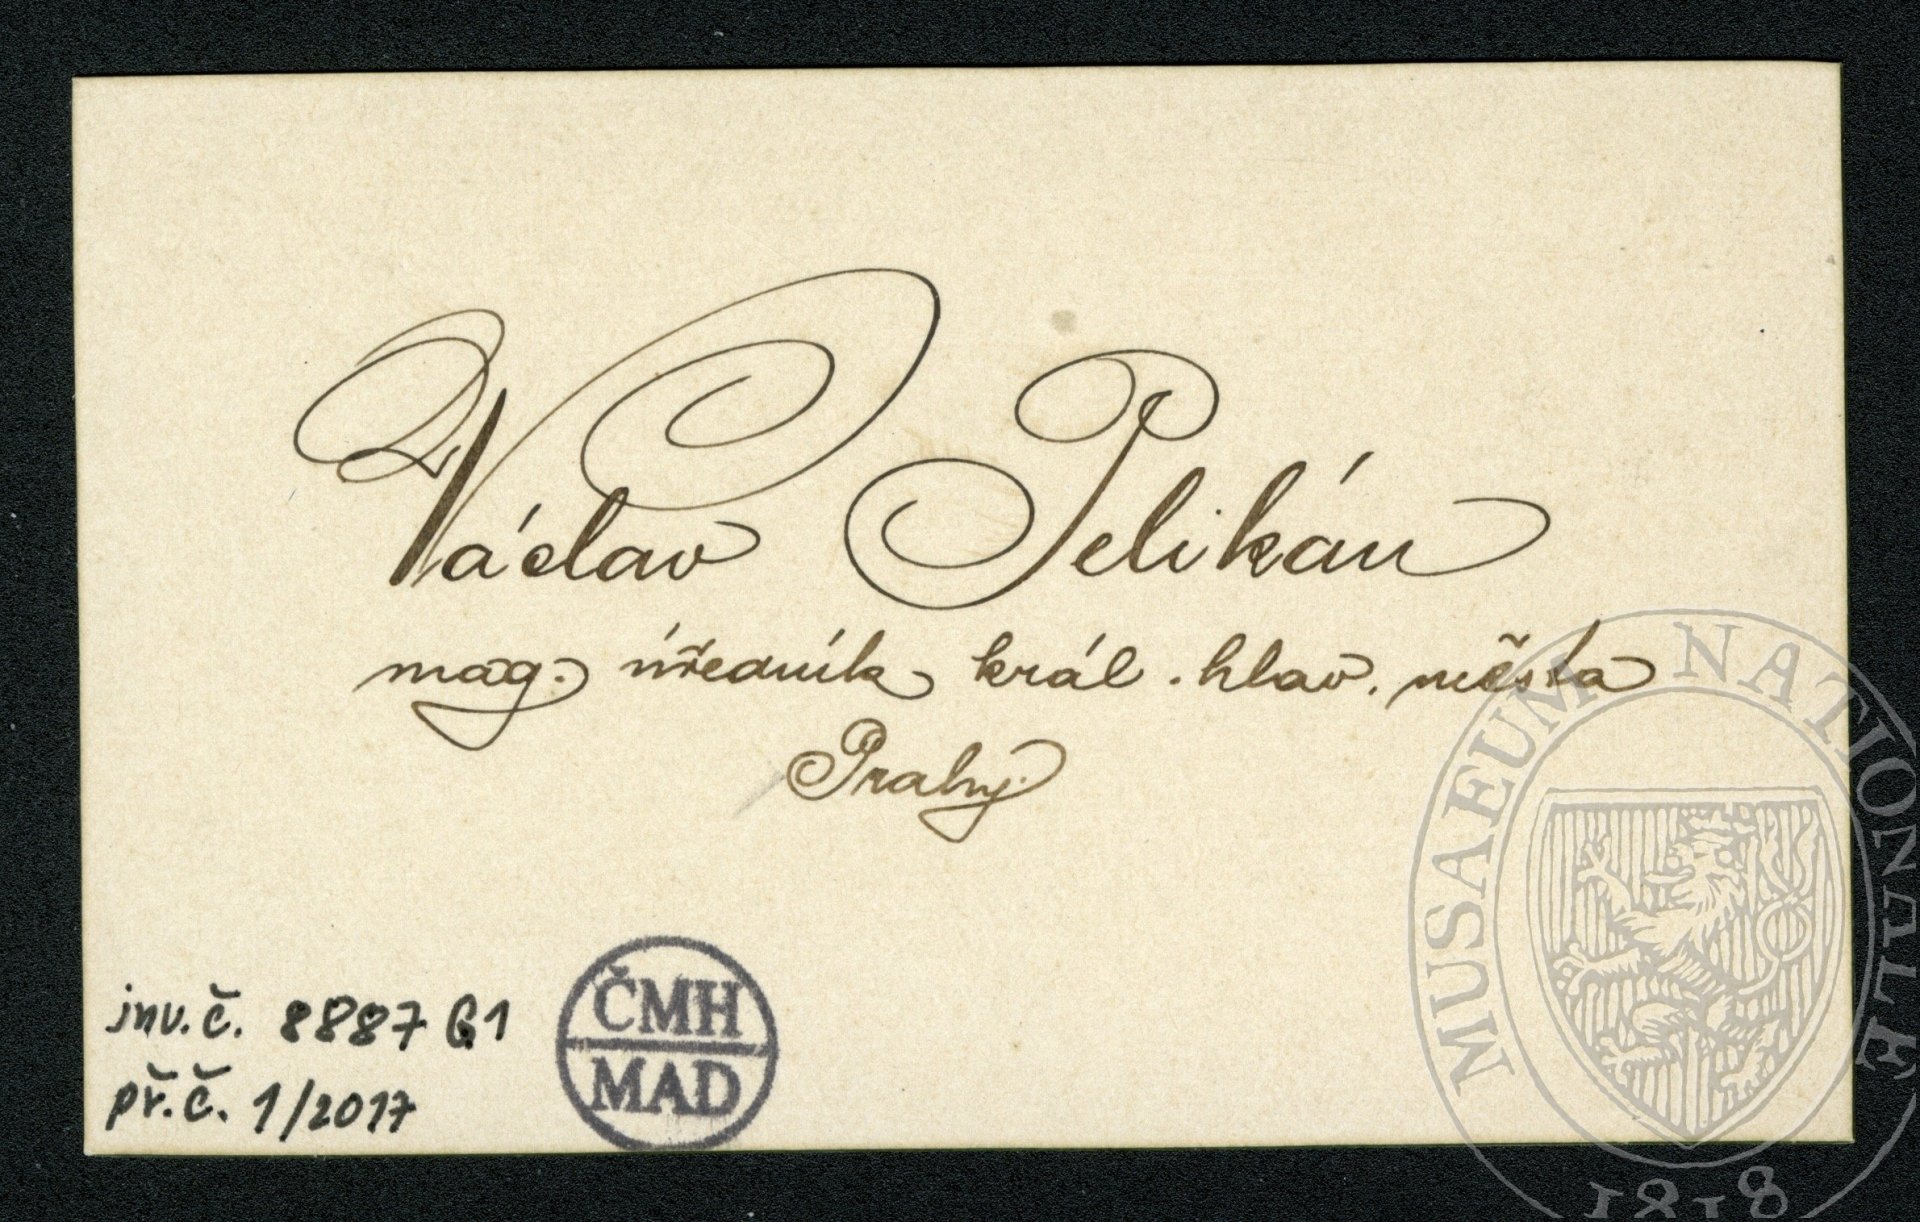 Václav Pelikán
mag. úředník král. hlav. města
Prahy.
inv. č. 8887 G1
př. č. 1/2017
ČMH
MAD
MUSAEUM NATIONALE
1818